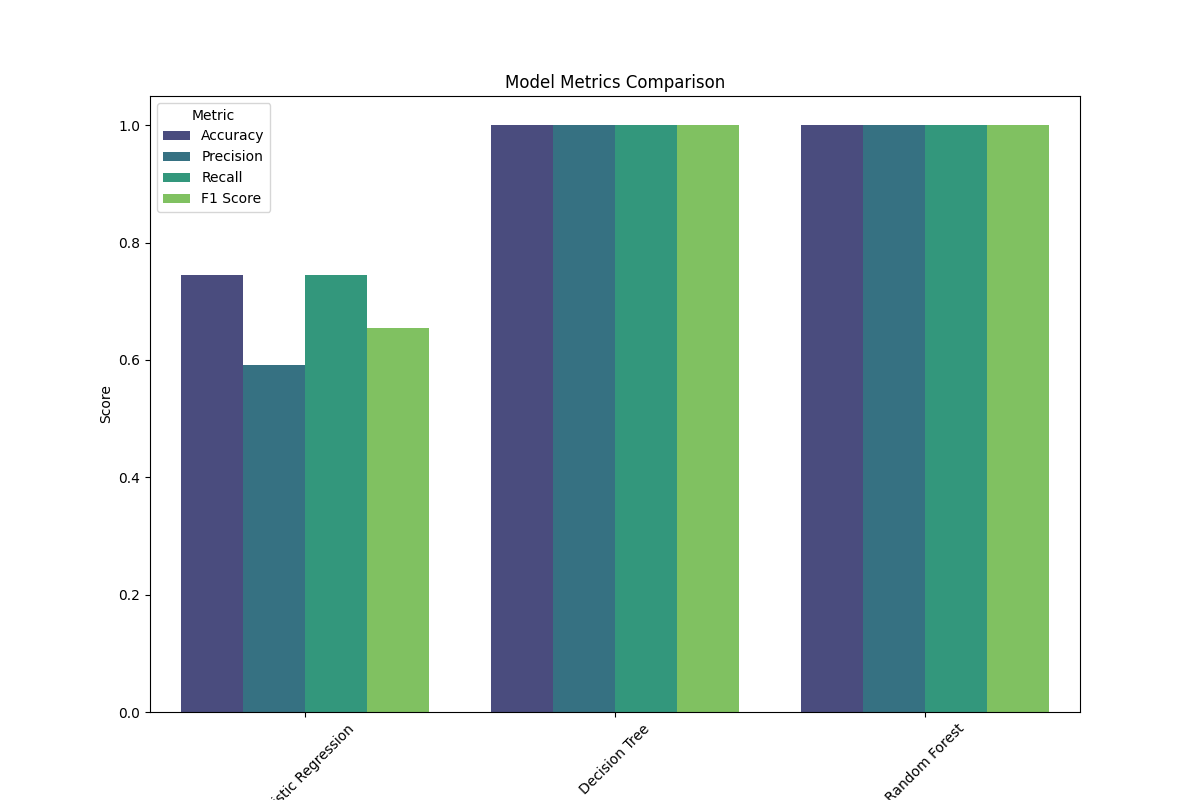 Model Metrics Comparison
Metric
Accuracy
Precision
Recall
F1 Score
1.0
0.8
0.6
0.4
0.2
0.0
Score
Regression
Decision Tree
Random Forest